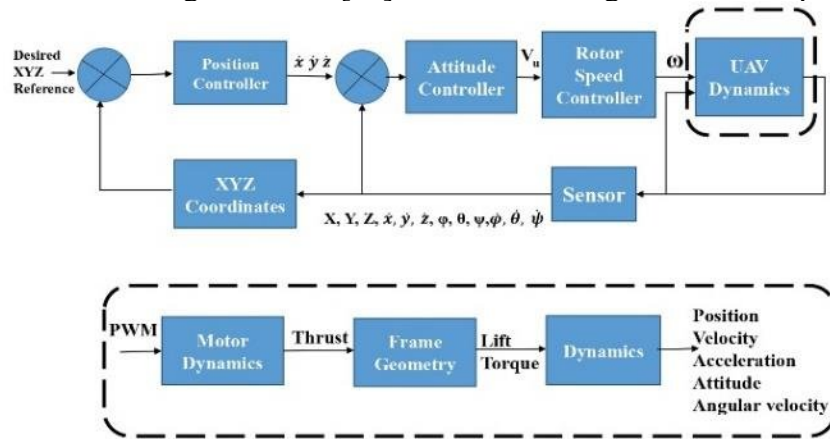 Desired
XYZ
Reference
Position
Controller
ẋ ẏ ż
Attitude
Controller
Vᵤ
Rotor
Speed
Controller
ω
UAV
Dynamics
XYZ
Coordinates
Sensor
X, Y, Z, ẋ, ẏ, ż, φ, θ, ψ,φ̇, θ̇, ψ̇
PWM
Motor
Dynamics
Thrust
Frame
Geometry
Lift
Torque
Dynamics
Position
Velocity
Acceleration
Attitude
Angular velocity